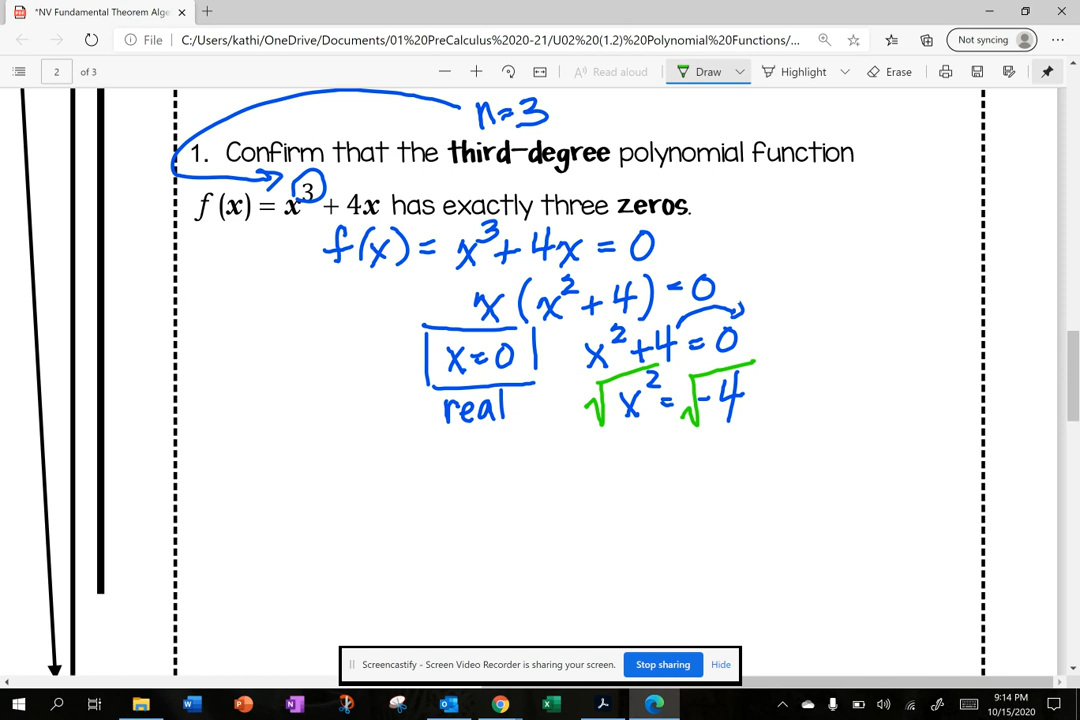 *NV Fundamental Theorem Alge
File
C:/Users/kathi/OneDrive/Documents/01%20PreCalculus%2020-21/U02%20(1.2)%20Polynomial%20Functions/...
Not syncing
2 of 3
Read aloud
Draw
Highlight
Erase
n=3
1. Confirm that the third-degree polynomial function
f(x) = x³ + 4x has exactly three zeros.
f(x) = x³ + 4x = 0
x(x² + 4) = 0
x = 0 x² + 4 = 0
real √x² = √-4
Screencastify - Screen Video Recorder is sharing your screen.
Stop sharing
Hide
9:14 PM
10/15/2020